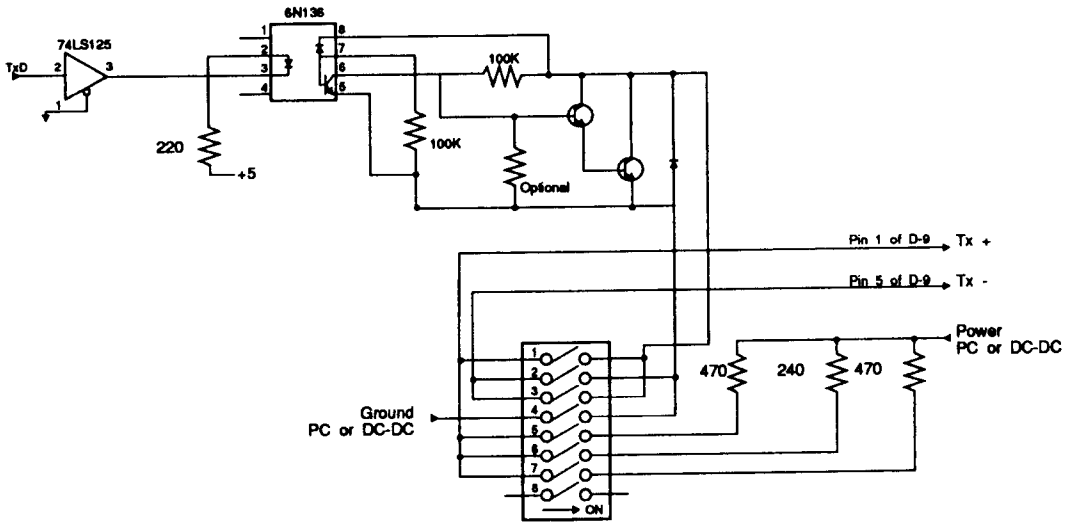 6N136
74LS125
TxD
2
3
1
220
+5
1
2
3
4
8
7
6
5
100K
100K
Optional
Pin 1 of D-9
Tx +
Pin 5 of D-9
Tx -
Power
PC or DC-DC
470
240
470
Ground
PC or DC-DC
1
2
3
4
5
6
7
8
ON